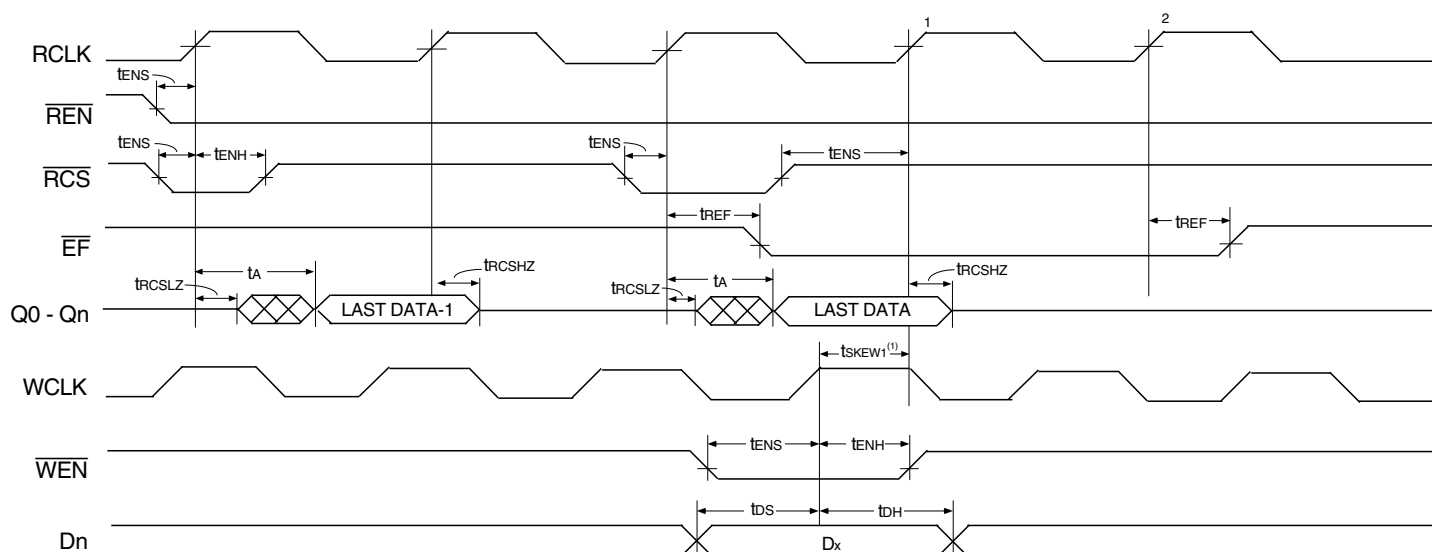 1
2
RCLK
tENS
REN
tENS
tENH
tENS
tENS
RCS
tREF
tREF
EF
tA
tRCSHZ
tA
tRCSHZ
tRCSLZ
tRCSLZ
Q0 - Qn
LAST DATA-1
LAST DATA
tSKEW1(1)
WCLK
tENS
tENH
WEN
tDS
tDH
Dn
Dx